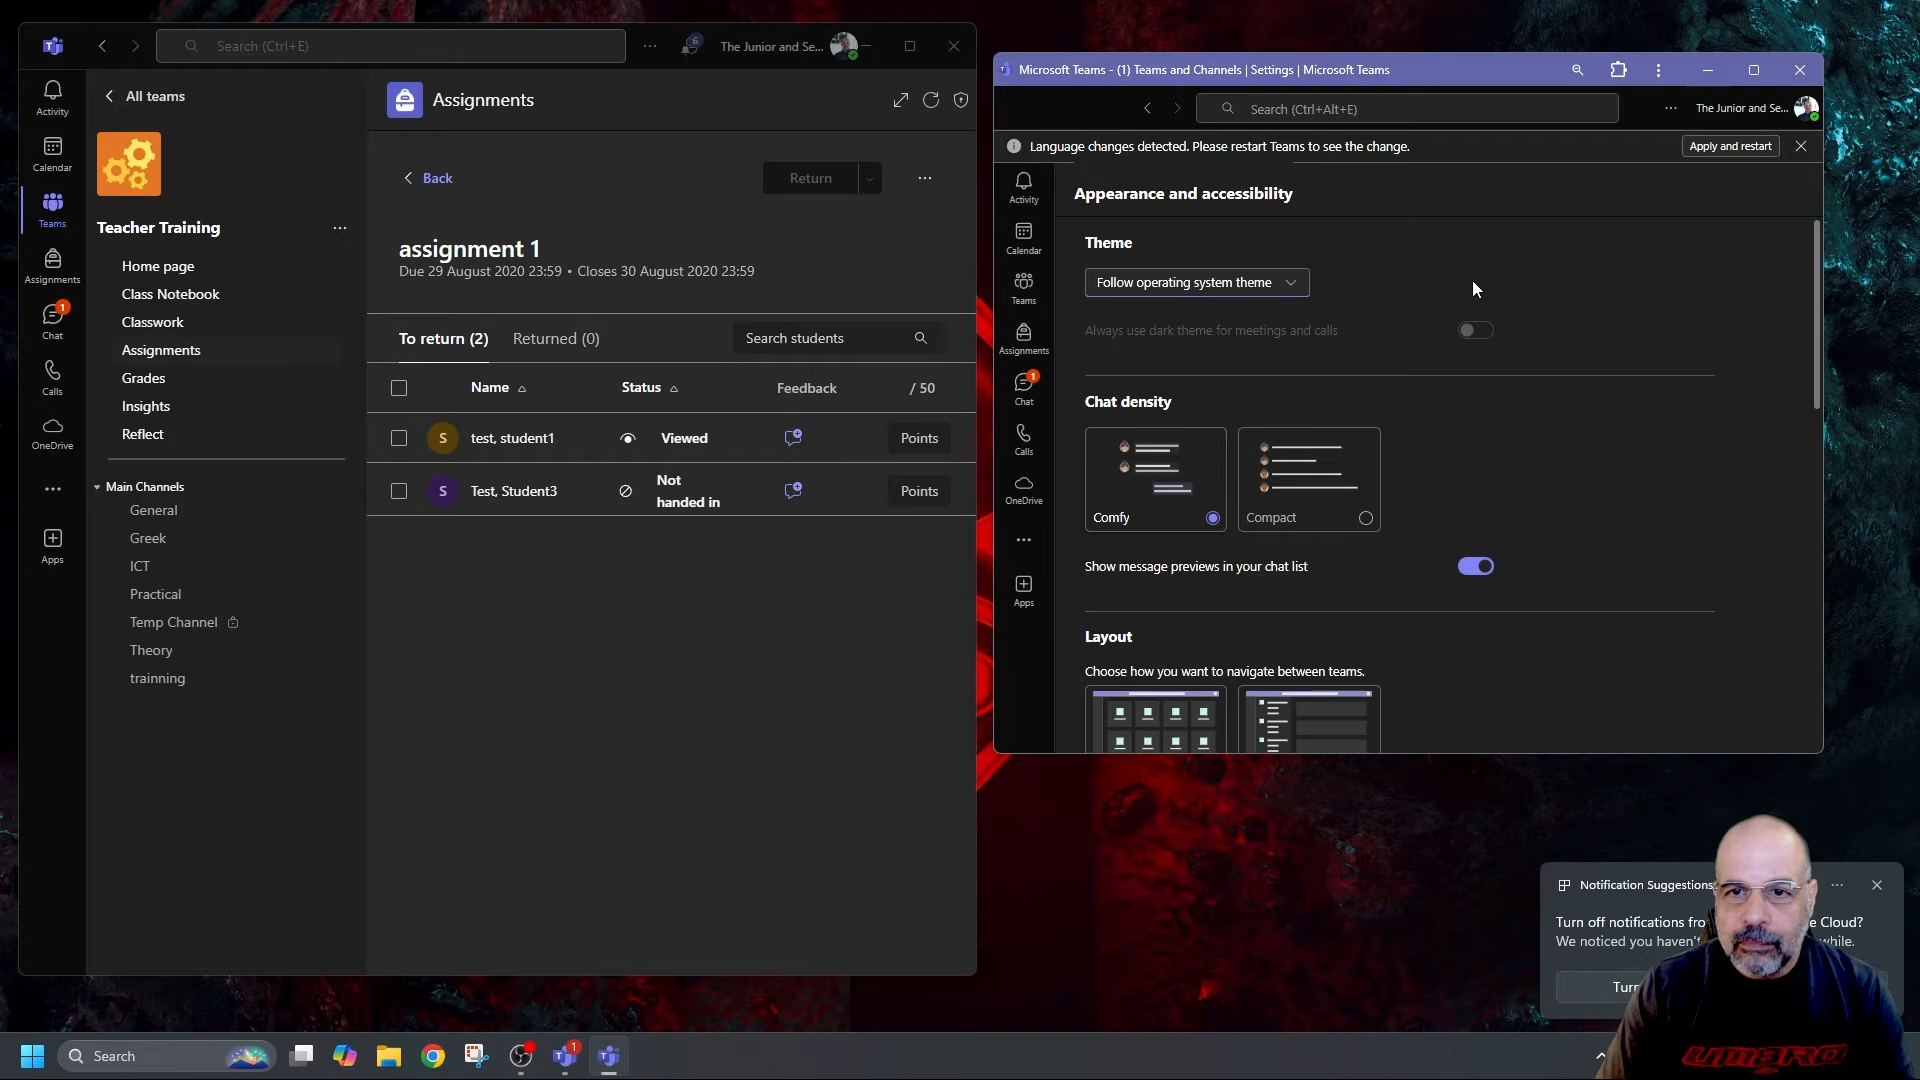 Search (Ctrl+E)
6
The Junior and Se...
Activity
Calendar
Teams
Assignments
1
Chat
Calls
OneDrive
Apps
All teams
Teacher Training
Home page
Class Notebook
Classwork
Assignments
Grades
Insights
Reflect
Main Channels
General
Greek
ICT
Practical
Temp Channel
Theory
trainning
Assignments
Back
Return
assignment 1
Due 29 August 2020 23:59 • Closes 30 August 2020 23:59
To return (2)
Returned (0)
Search students
Name
Status
Feedback
/ 50
S
test, student1
Viewed
Points
S
Test, Student3
Not
handed in
Points
Microsoft Teams - (1) Teams and Channels | Settings | Microsoft Teams
Search (Ctrl+Alt+E)
The Junior and Se...
Language changes detected. Please restart Teams to see the change.
Apply and restart
Activity
Calendar
Teams
Assignments
1
Chat
Calls
OneDrive
Apps
Appearance and accessibility
Theme
Follow operating system theme
Always use dark theme for meetings and calls
Chat density
Comfy
Compact
Show message previews in your chat list
Layout
Choose how you want to navigate between teams.
Notification Suggestions
Turn off notifications e Cloud?
We noticed you haven't while.
UMBRO
Search
1